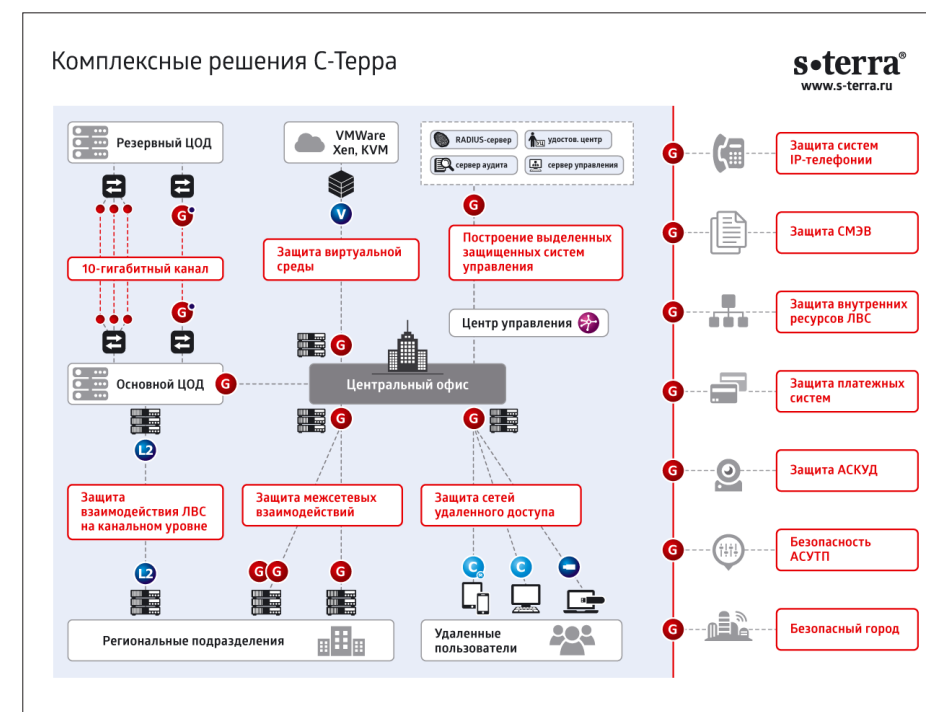 Комплексные решения С-Терра
s•terra®
www.s-terra.ru
Резервный ЦОД
VMWare
Xen, KVM
RADIUS-сервер
удостов. центр
сервер аудита
сервер управления
G
V
G
G
10-гигабитный канал
Защита виртуальной
среды
Построение выделенных
защищенных систем
управления
G
Центр управления
G
Основной ЦОД
G
Центральный офис
G
G
L2
Защита
взаимодействия ЛВС
на канальном уровне
Защита межсетевых
взаимодействий
Защита сетей
удаленного доступа
L2
G
G
G
C
C
Региональные подразделения
Удаленные
пользователи
G
Защита систем
IP-телефонии
G
Защита СМЭВ
G
Защита внутренних
ресурсов ЛВС
G
Защита платежных
систем
G
Защита АСКУД
G
Безопасность
АСУТП
G
Безопасный город